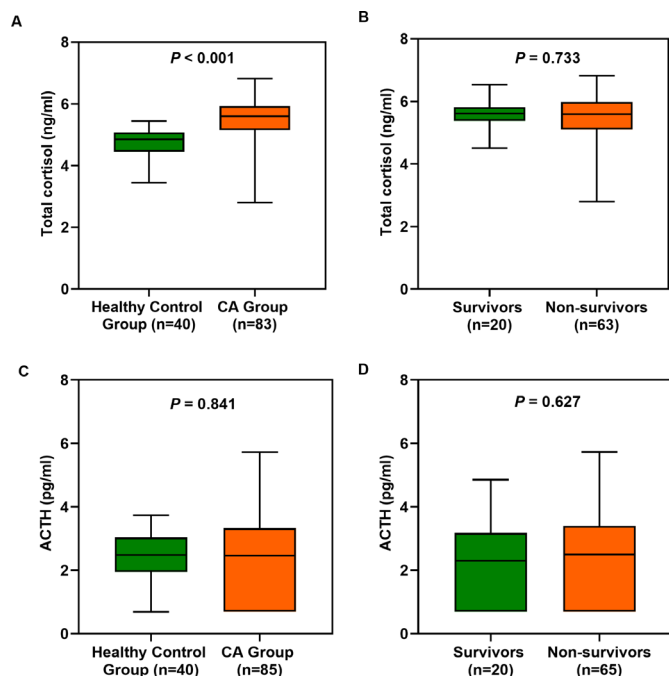 A
P < 0.001
Total cortisol (ng/ml)
8
6
4
2
0
Healthy Control
Group (n=40)
CA Group
(n=83)
B
P = 0.733
Total cortisol (ng/ml)
8
6
4
2
0
Survivors
(n=20)
Non-survivors
(n=63)
C
P = 0.841
ACTH (pg/ml)
8
6
4
2
0
Healthy Control
Group (n=40)
CA Group
(n=85)
D
P = 0.627
ACTH (pg/ml)
8
6
4
2
0
Survivors
(n=20)
Non-survivors
(n=65)